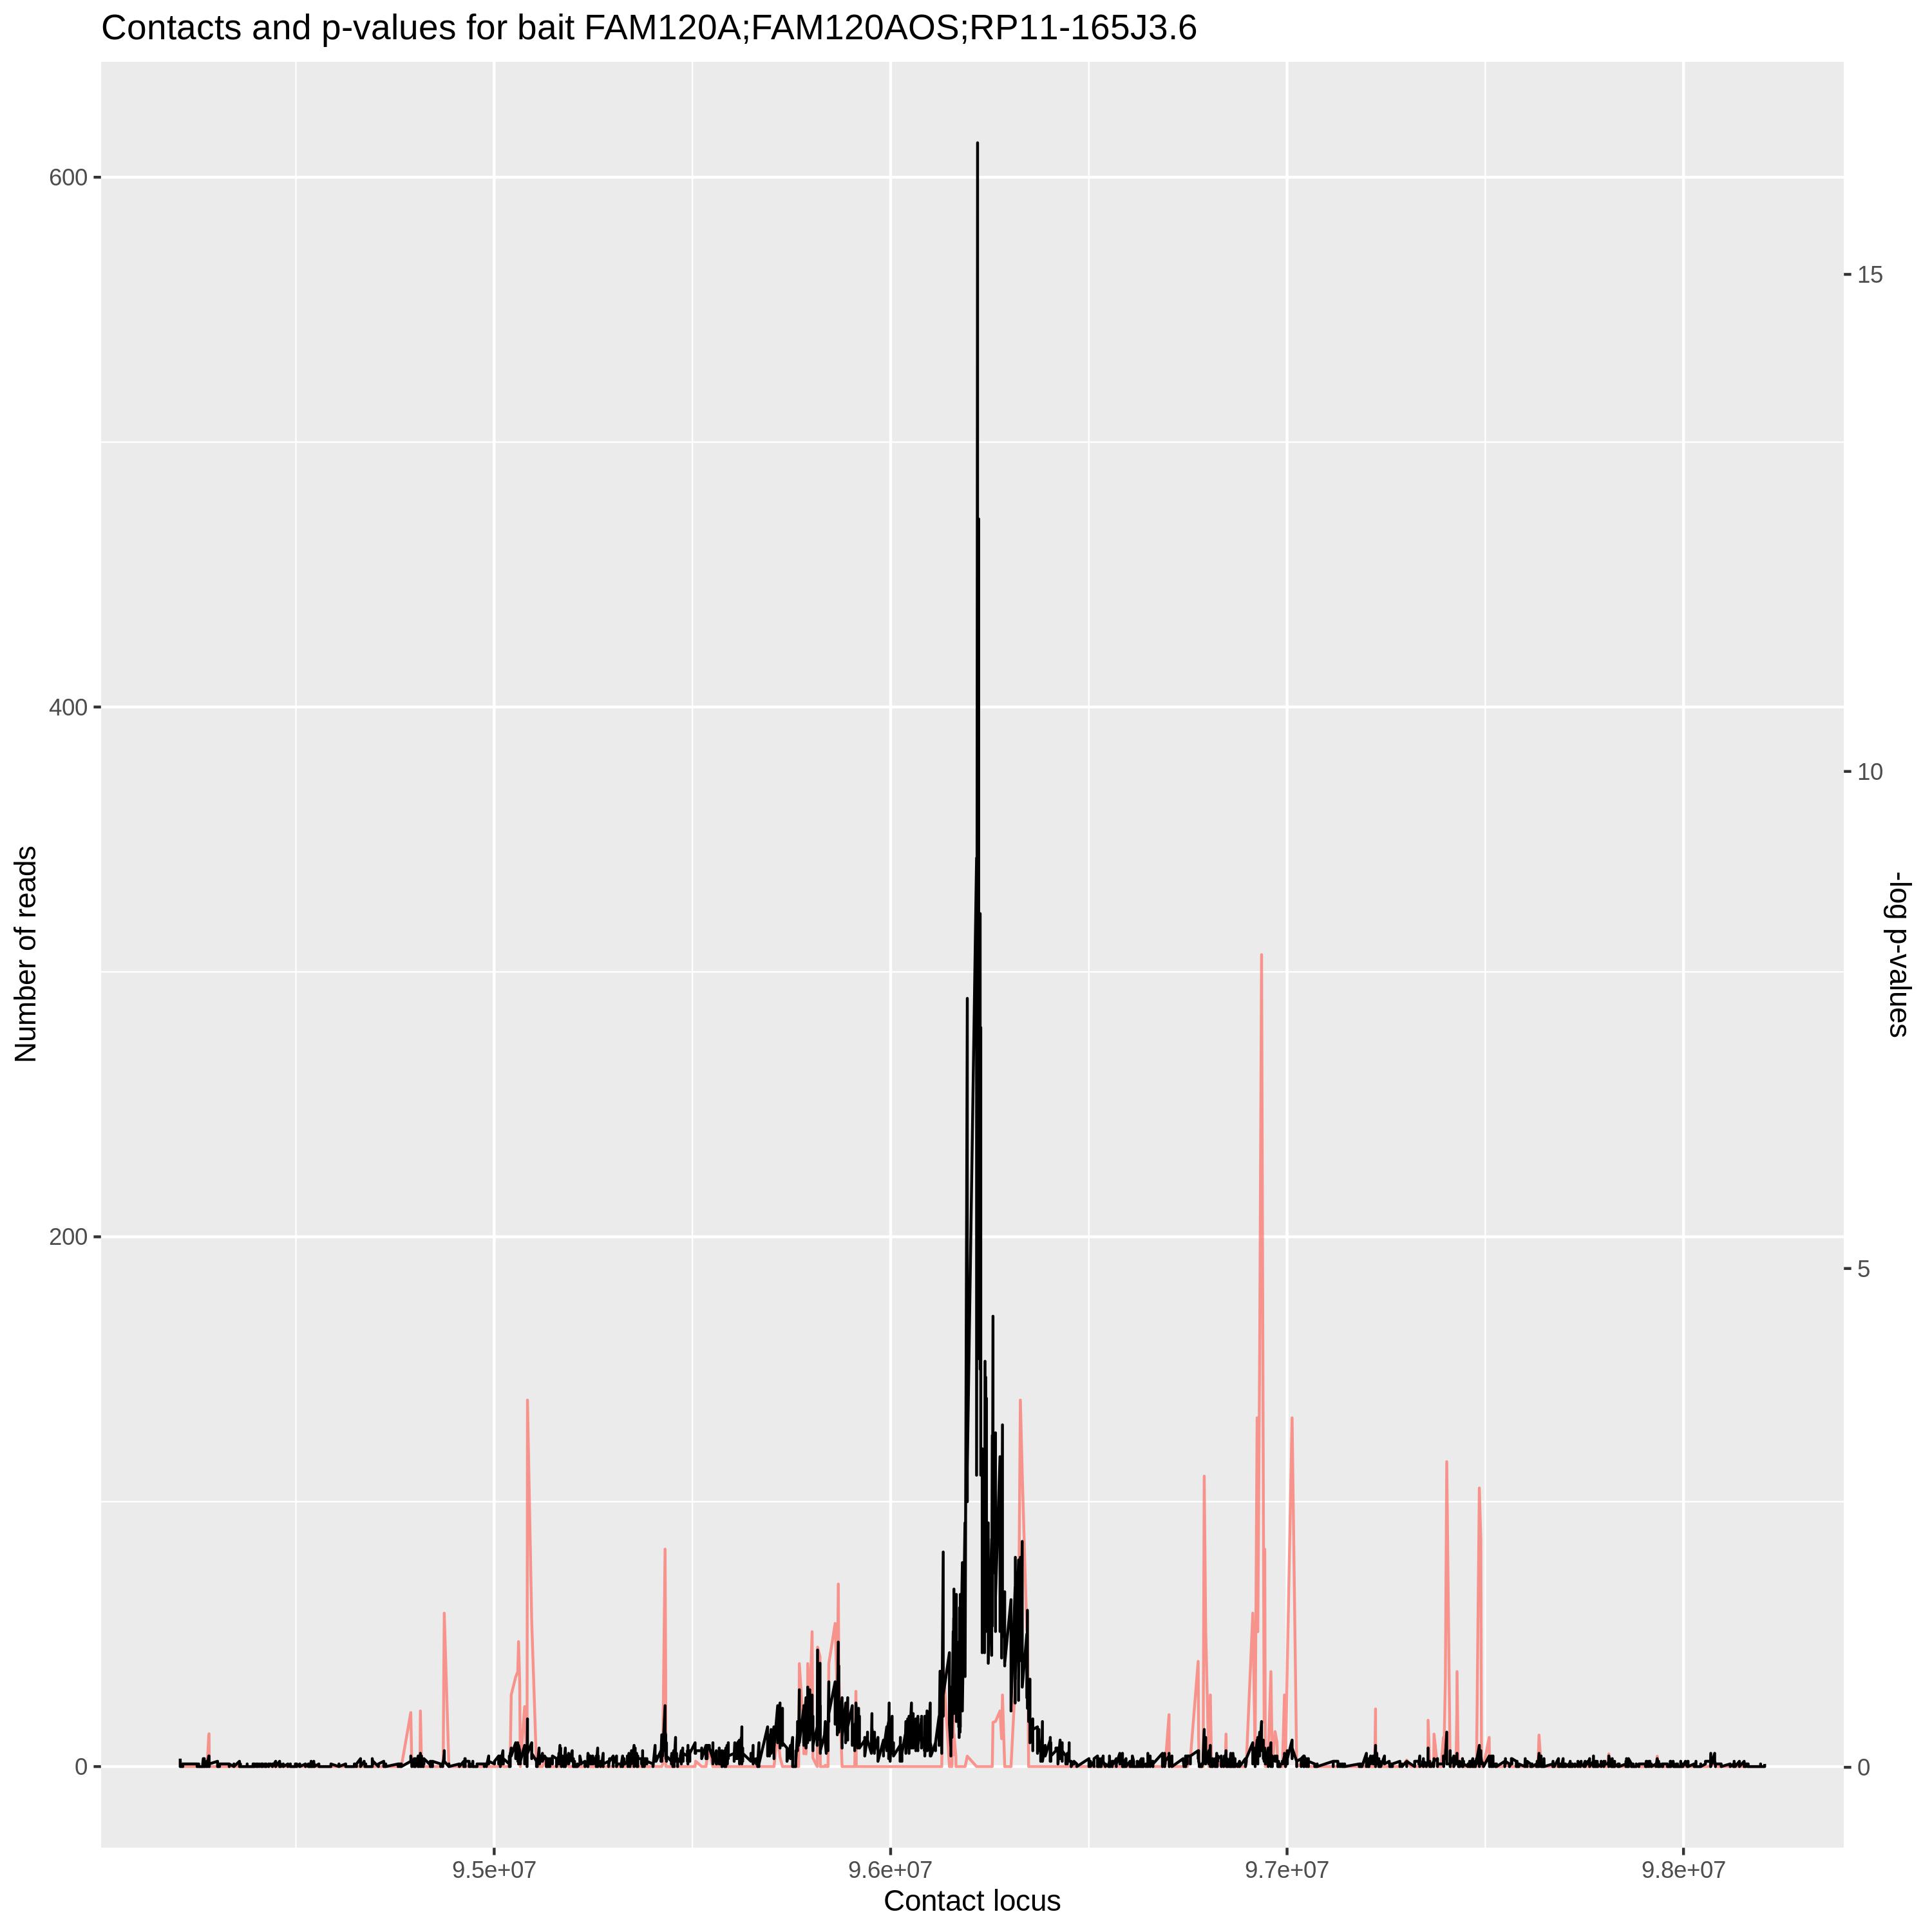 Contacts and p-values for bait FAM120A;FAM120AOS;RP11-165J3.6
600
400
200
0
Number of reads
15
10
5
0
-log p-values
9.5e+07
9.6e+07
9.7e+07
9.8e+07
Contact locus